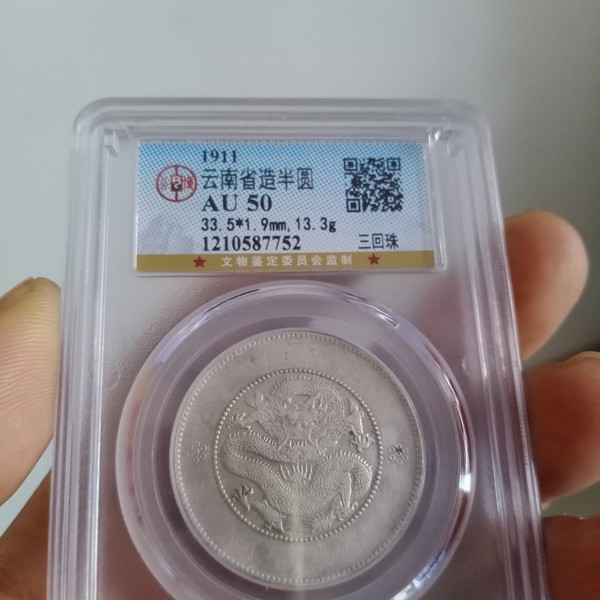 1911
云南省造半圆
AU 50
33.5*1.9mm,13.3g
1210587752 三回珠
★ 文物鉴定委员会监制 ★